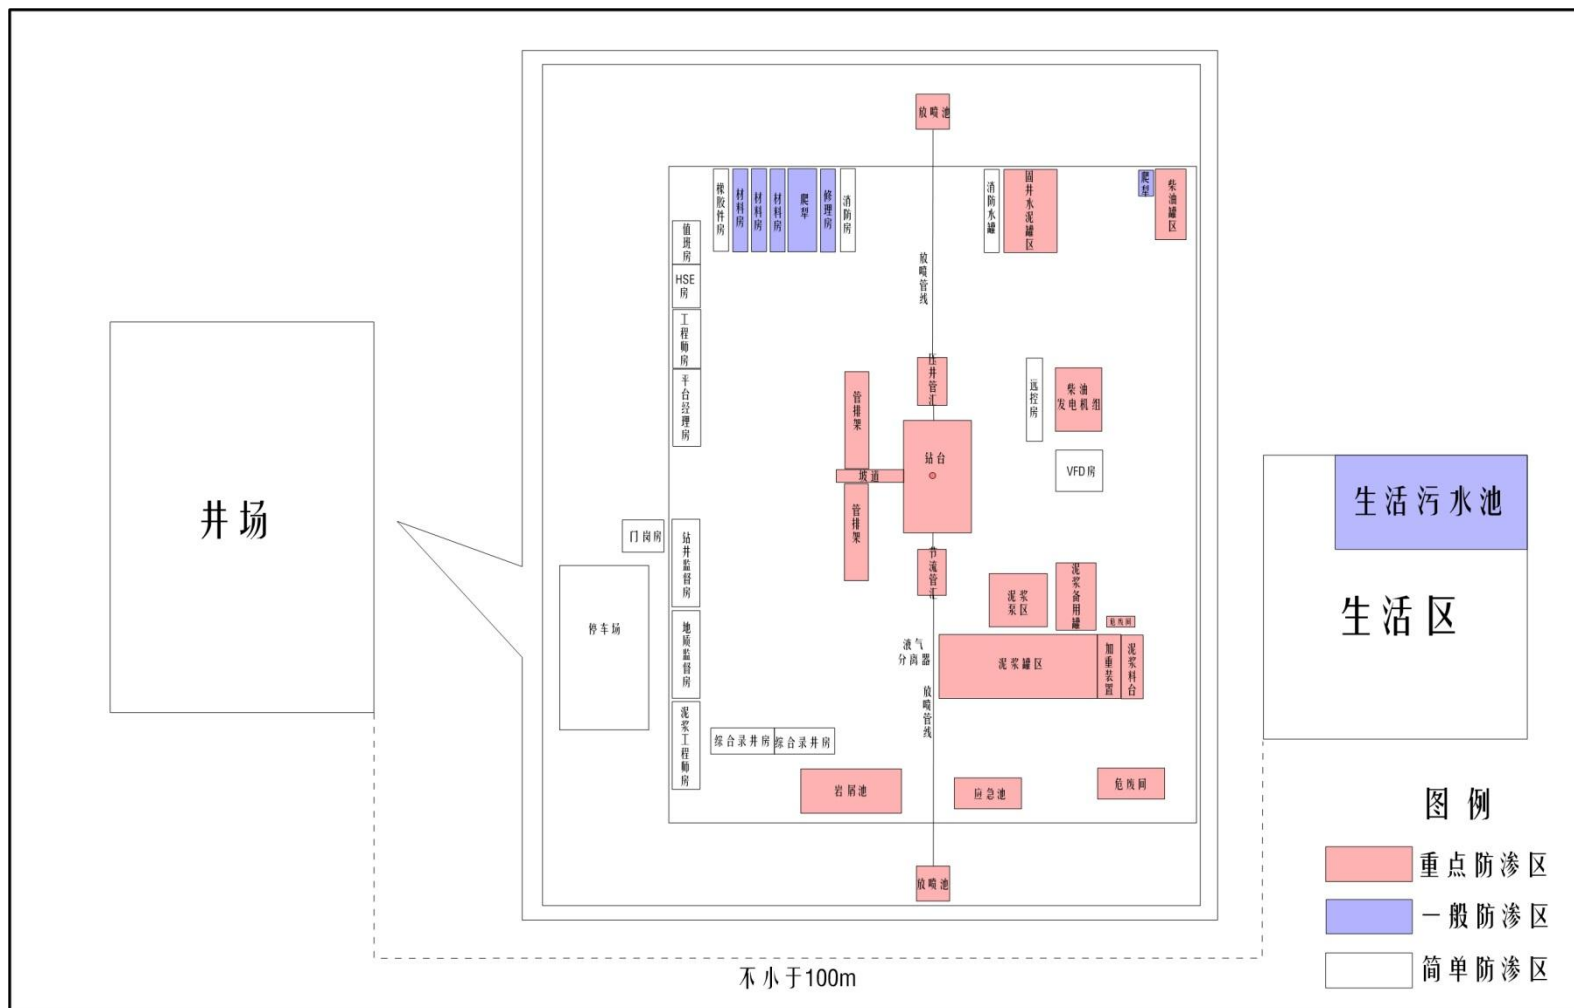 放喷池
橡胶件房
材料房
材料房
材料房
爬犁
修理房
消防房
消防水罐
固井水泥罐区
爬犁
柴油罐区
值班房
HSE
房
工程师房
平台经理房
放喷管线
压井管汇
管排架
远控房
柴油
发电机组
钻台
坡道
VFD房
管排架
井场
门岗房
钻井监督房
节流管汇
泥浆
泵区
泥浆备用罐
危废间
停车场
地质监督房
液气
分离器
泥浆罐区
加重装置
泥浆料台
放喷管线
泥浆工程师房
综合录井房
综合录井房
岩屑池
应急池
危废间
放喷池
生活污水池
生活区
不小于100m
图例
重点防渗区
一般防渗区
简单防渗区